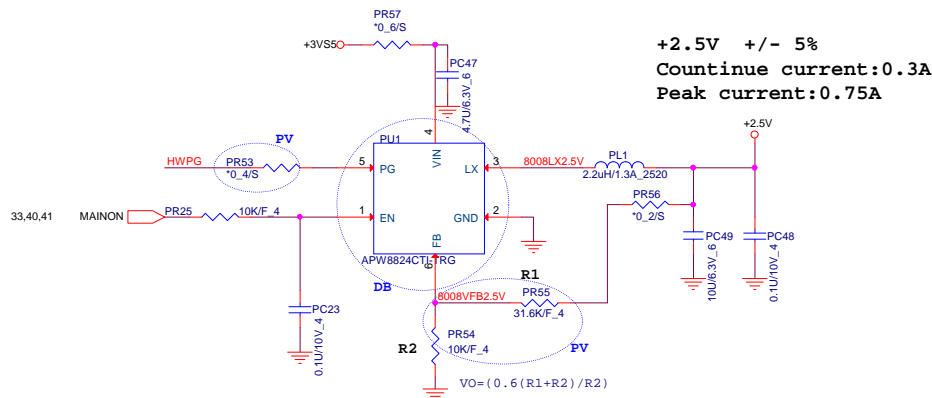 PR57
*0_6/S
+3VS5
PC47
4.7U/6.3V_6
+2.5V +/- 5%
Countinue current:0.3A
Peak current:0.75A
+2.5V
4
PU1
VIN
HWPG
PV
PR53
*0_4/S
5
PG
LX
3
8008LX2.5V
PL1
2.2uH/1.3A_2520
PR56
*0_2/S
33,40,41
MAINON
PR25
10K/F_4
1
EN
GND
2
FB
6
APW8824CTI-TRG
DB
PC49
10U/6.3V_6
PC48
0.1U/10V_4
R1
8008VFB2.5V
PR55
31.6K/F_4
PC23
0.1U/10V_4
PR54
10K/F_4
R2
PV
VO=(0.6(R1+R2)/R2)